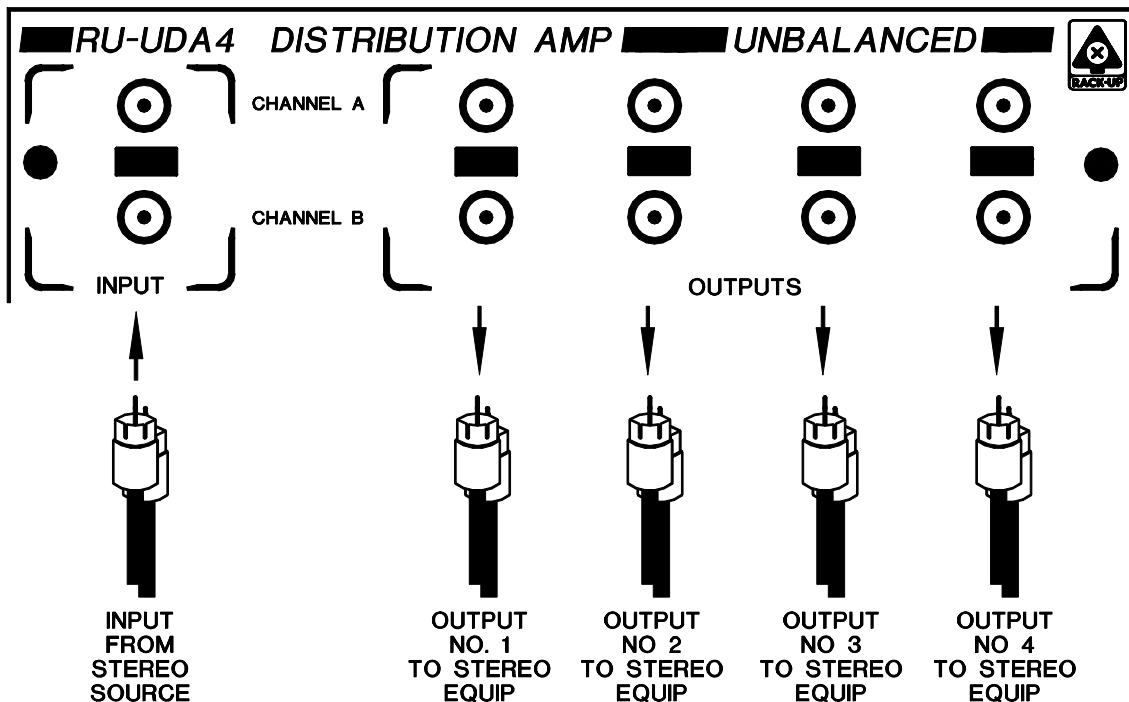 RU-UDA4 DISTRIBUTION AMP UNBALANCED
RACK-UP
CHANNEL A
CHANNEL B
INPUT
OUTPUTS
INPUT
FROM
STEREO
SOURCE
OUTPUT
NO. 1
TO STEREO
EQUIP
OUTPUT
NO 2
TO STEREO
EQUIP
OUTPUT
NO 3
TO STEREO
EQUIP
OUTPUT
NO 4
TO STEREO
EQUIP